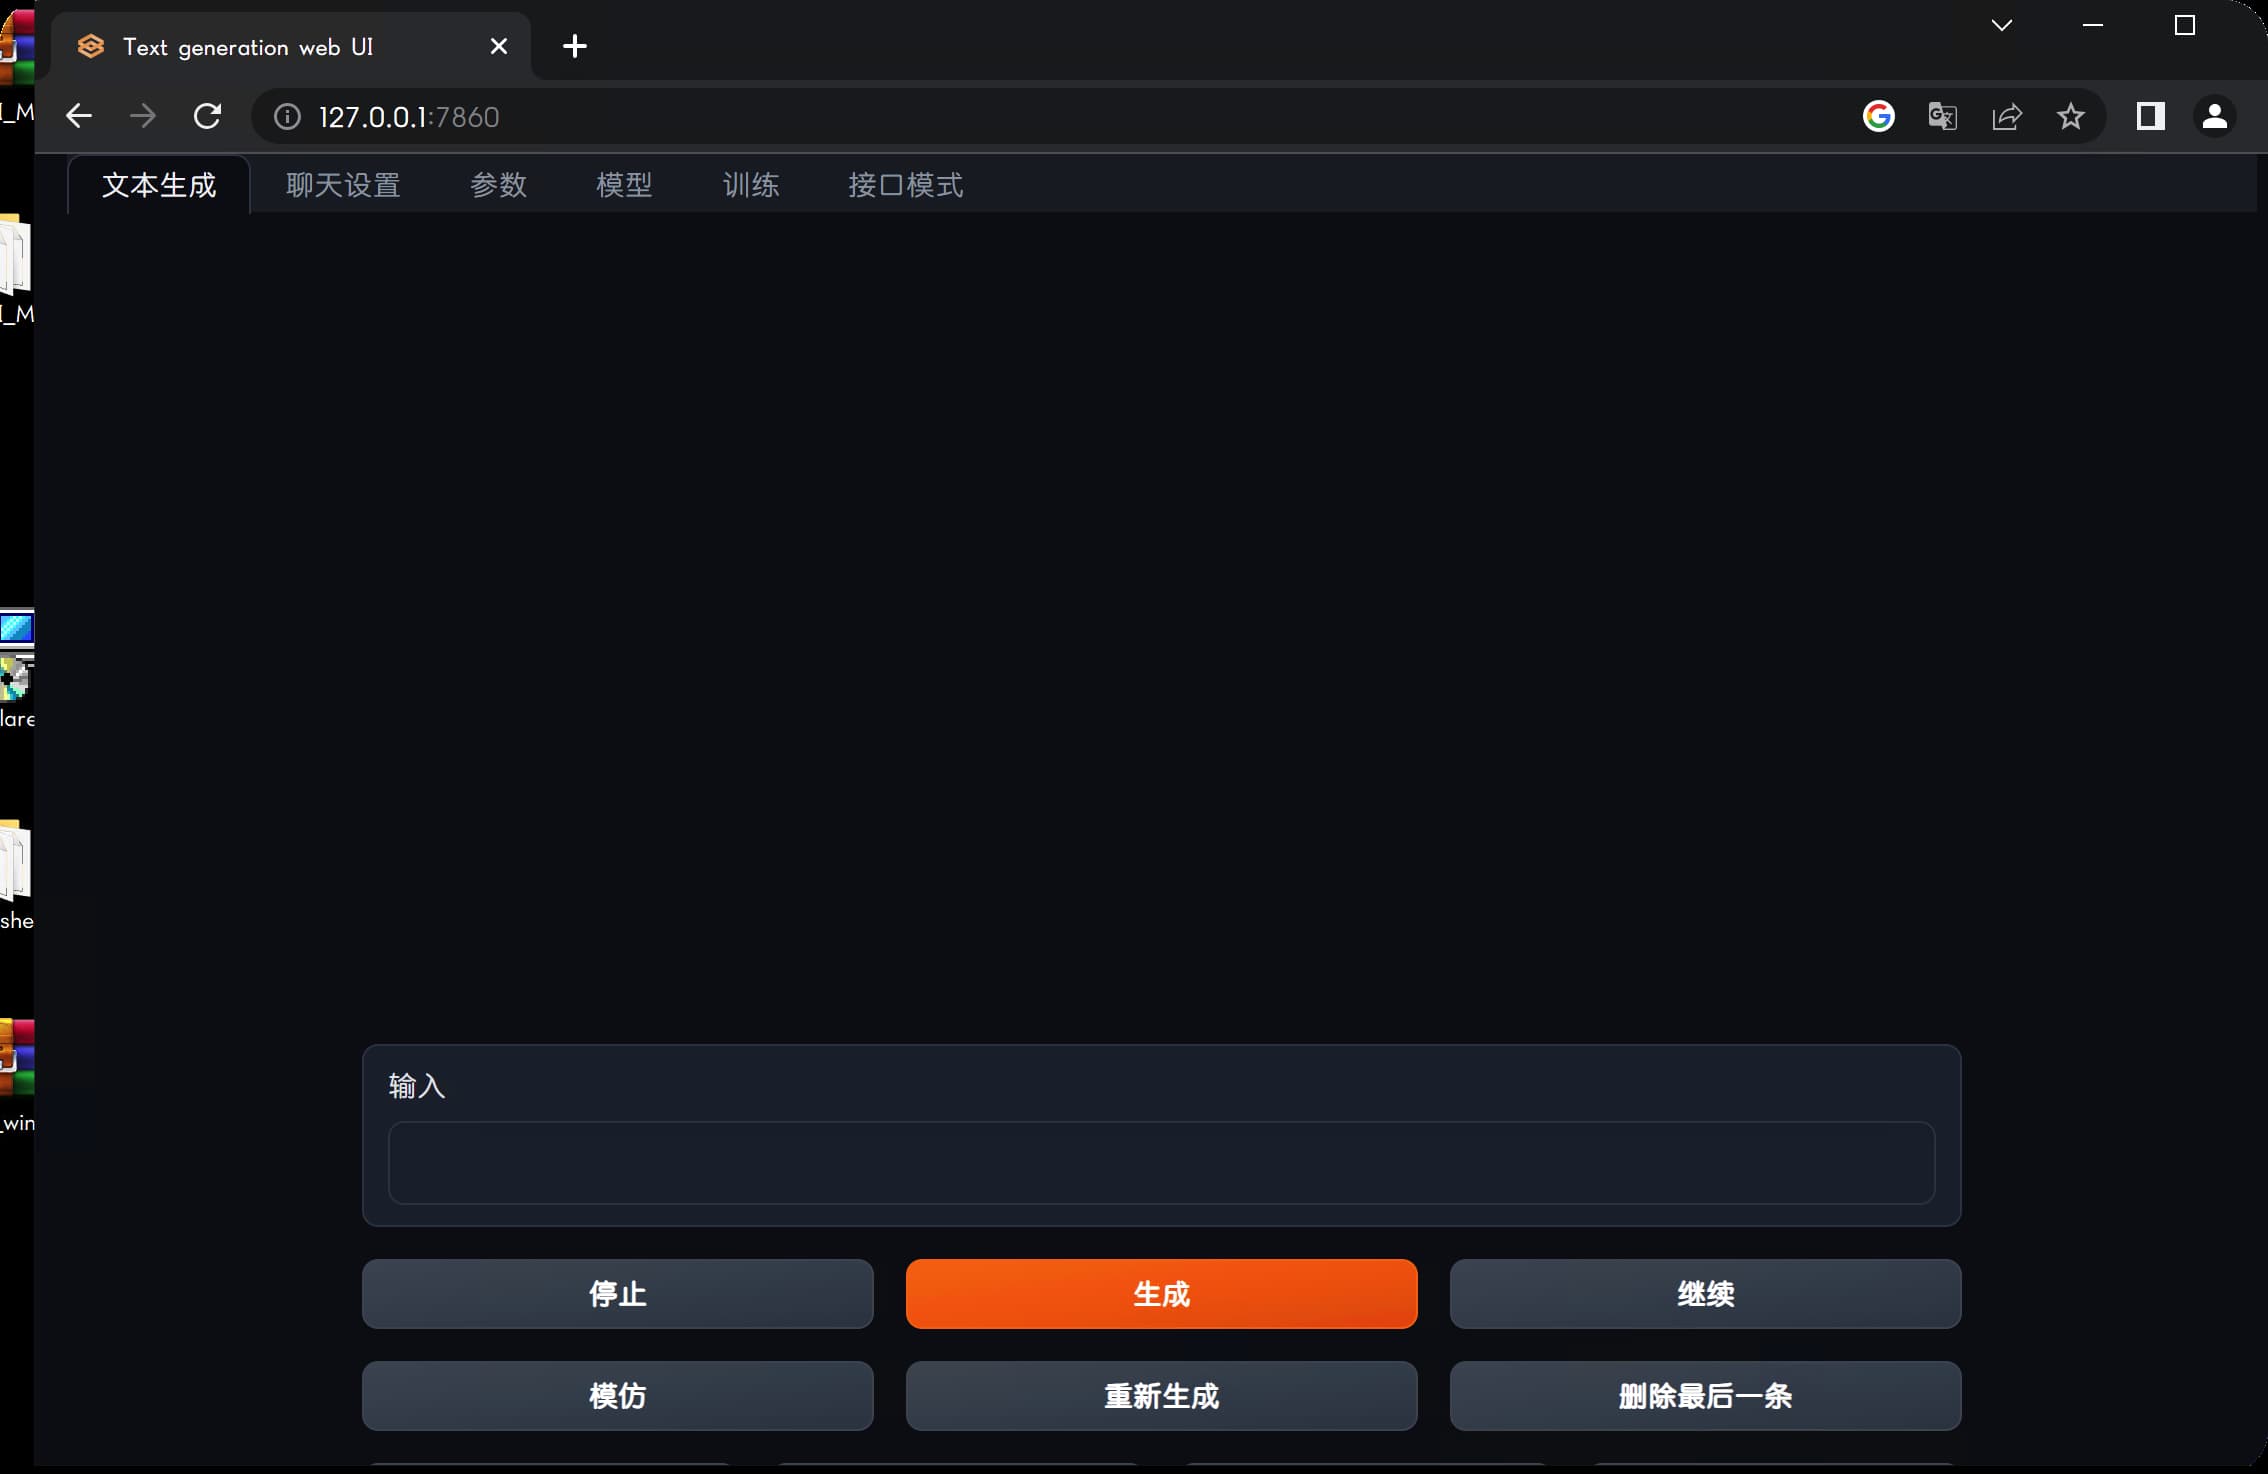 Text generation web UI
127.0.0.1:7860
文本生成 聊天设置 参数 模型 训练 接口模式
I_M
I_M
lare
she
_win
输入
停止 生成 继续
模仿 重新生成 删除最后一条